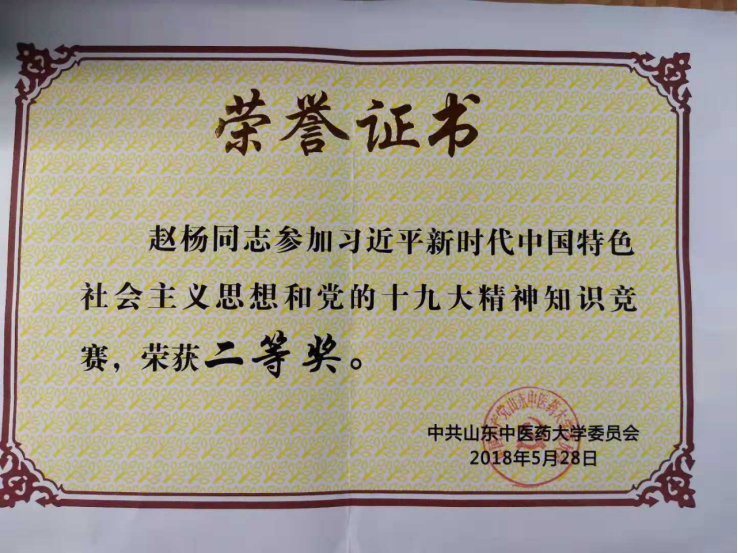 荣誉证书
赵杨同志参加习近平新时代中国特色
社会主义思想和党的十九大精神知识竞
赛，荣获二等奖。
中共山东中医药大学委员会
2018年5月28日